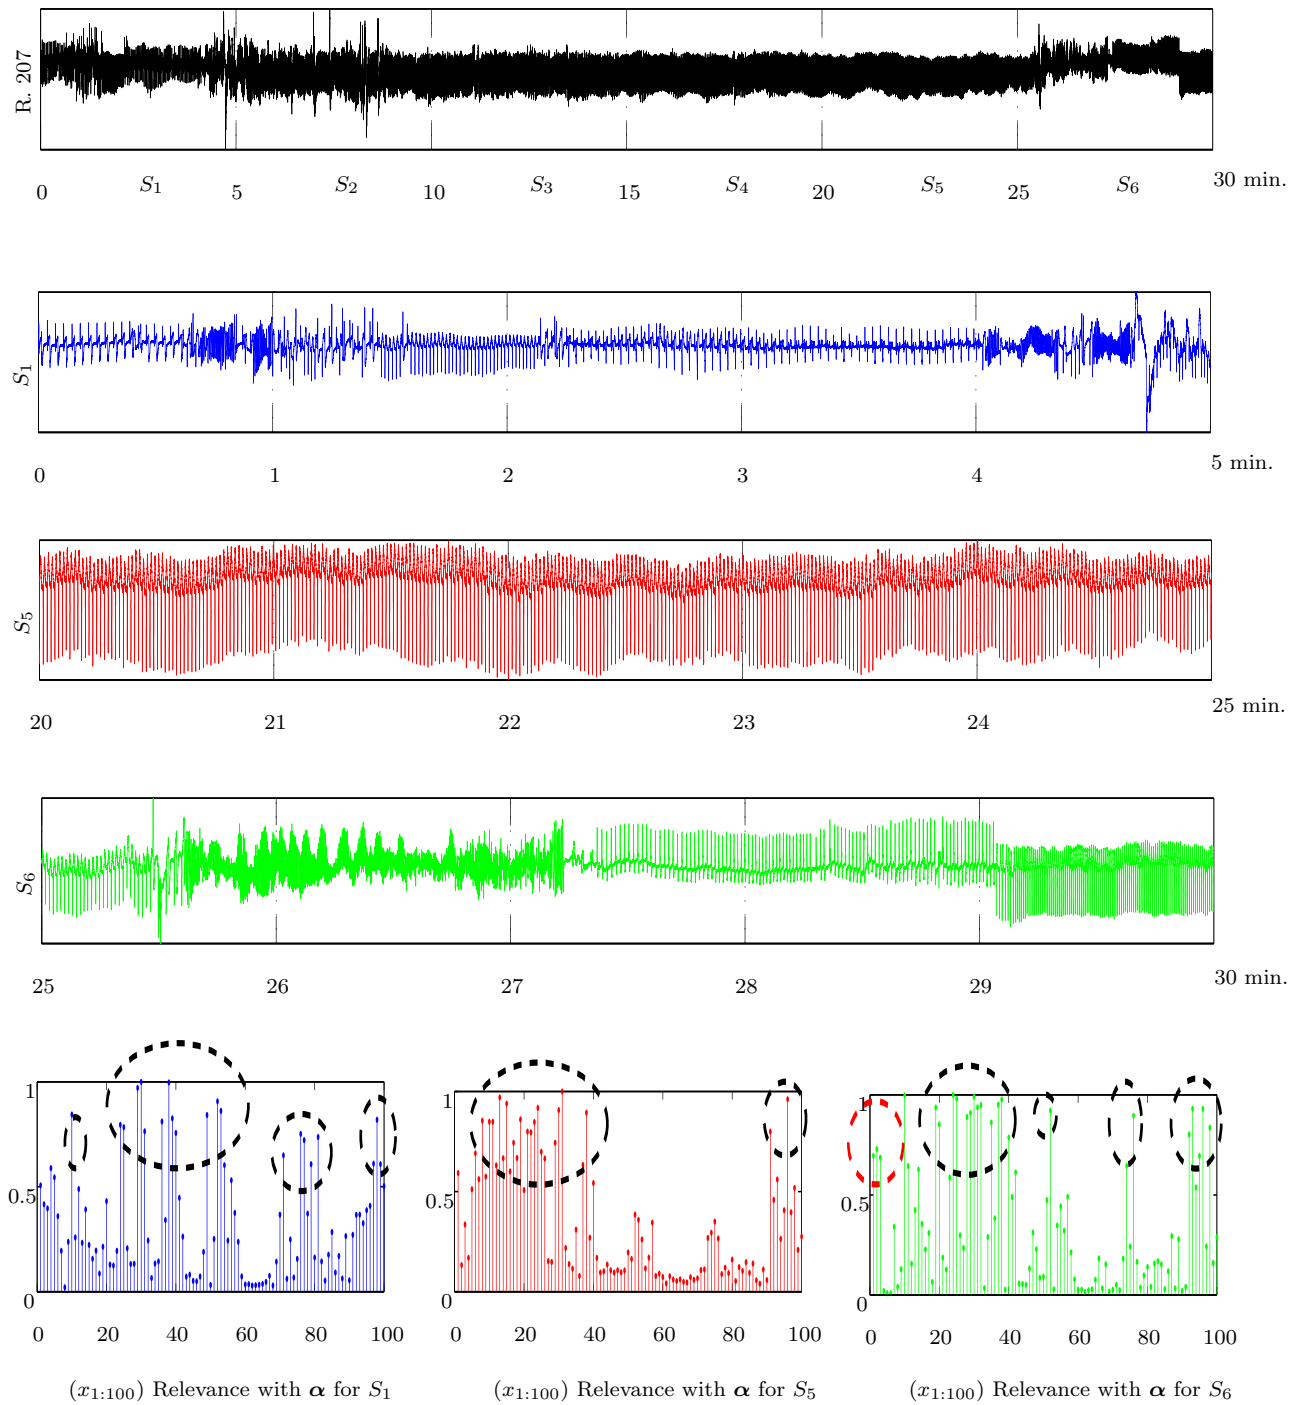 R. 207
0 S₁ 5 S₂ 10 S₃ 15 S₄ 20 S₅ 25 S₆ 30 min.
S₁
0 1 2 3 4 5 min.
S₅
20 21 22 23 24 25 min.
S₆
25 26 27 28 29 30 min.
1
0.5
0
0 20 40 60 80 100
(x₁:₁₀₀) Relevance with α for S₁
1
0.5
0
0 20 40 60 80 100
(x₁:₁₀₀) Relevance with α for S₅
1
0.5
0
0 20 40 60 80 100
(x₁:₁₀₀) Relevance with α for S₆